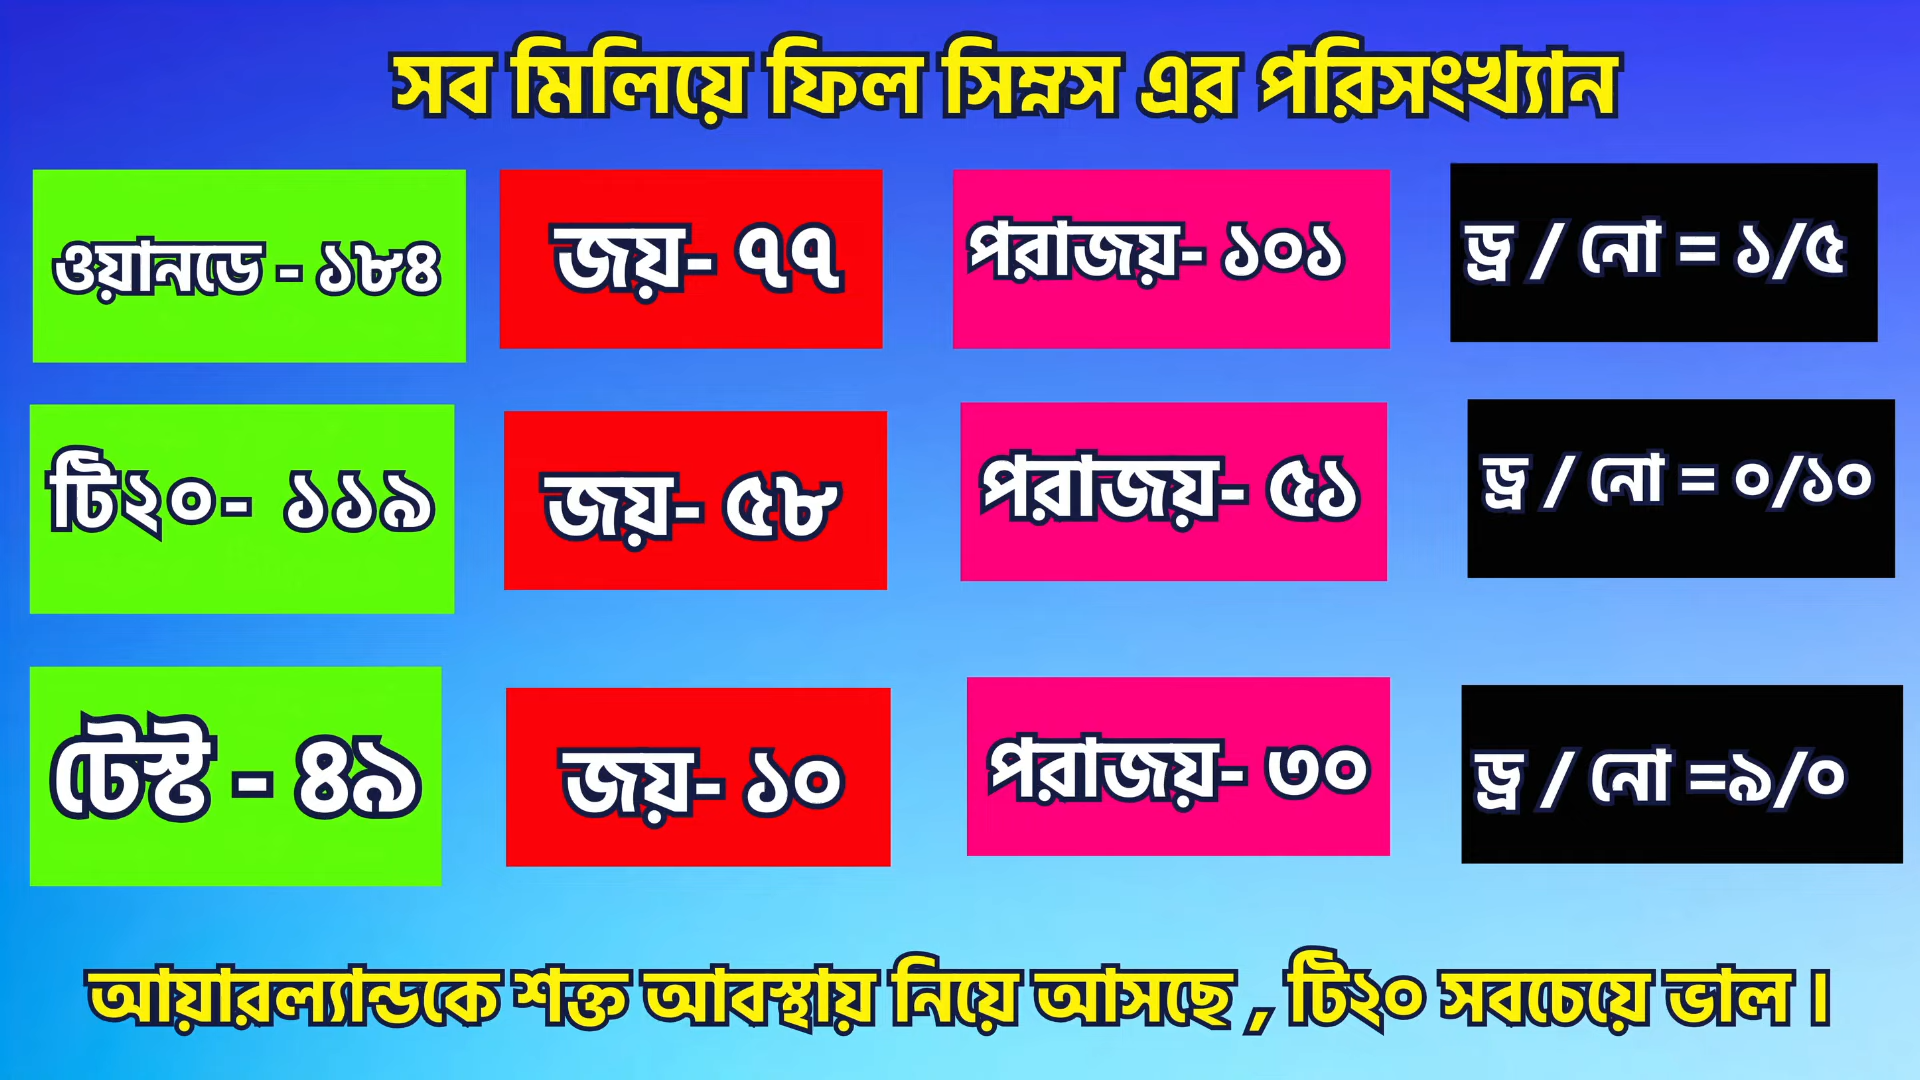 সব মিলিয়ে ফিল সিম্নস এর পরিসংখ্যান
ওয়ানডে - ১৮৪
জয়- ৭৭
পরাজয়- ১০১
ড্র / নো = ১/৫
টি২০- ১১৯
জয়- ৫৮
পরাজয়- ৫১
ড্র / নো = ০/১০
টেস্ট - ৪৯
জয়- ১০
পরাজয়- ৩০
ড্র / নো =৯/০
আয়ারল্যান্ডকে শক্ত আবস্থায় নিয়ে আসছে , টি২০ সবচেয়ে ভাল ।